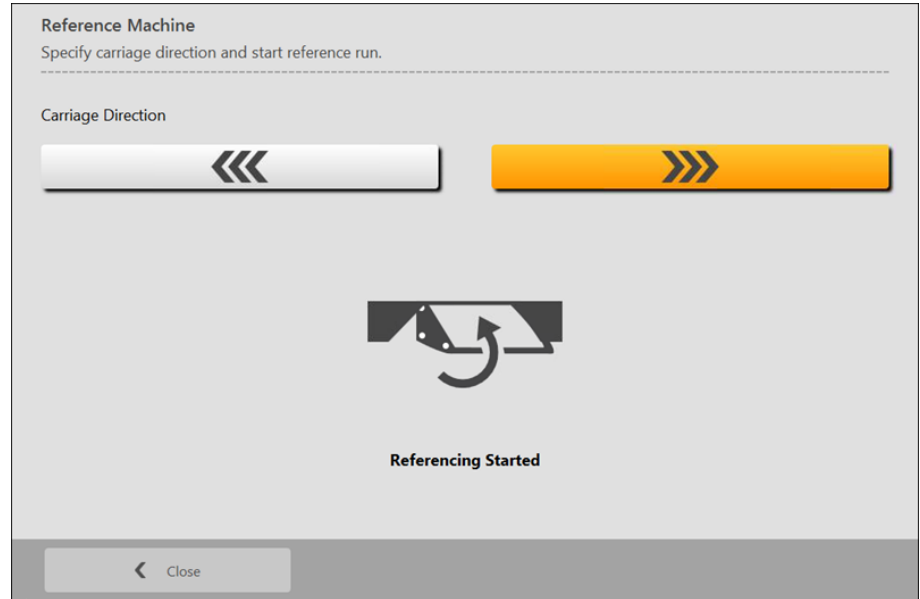 Reference Machine
Specify carriage direction and start reference run.
Carriage Direction
Referencing Started
Close